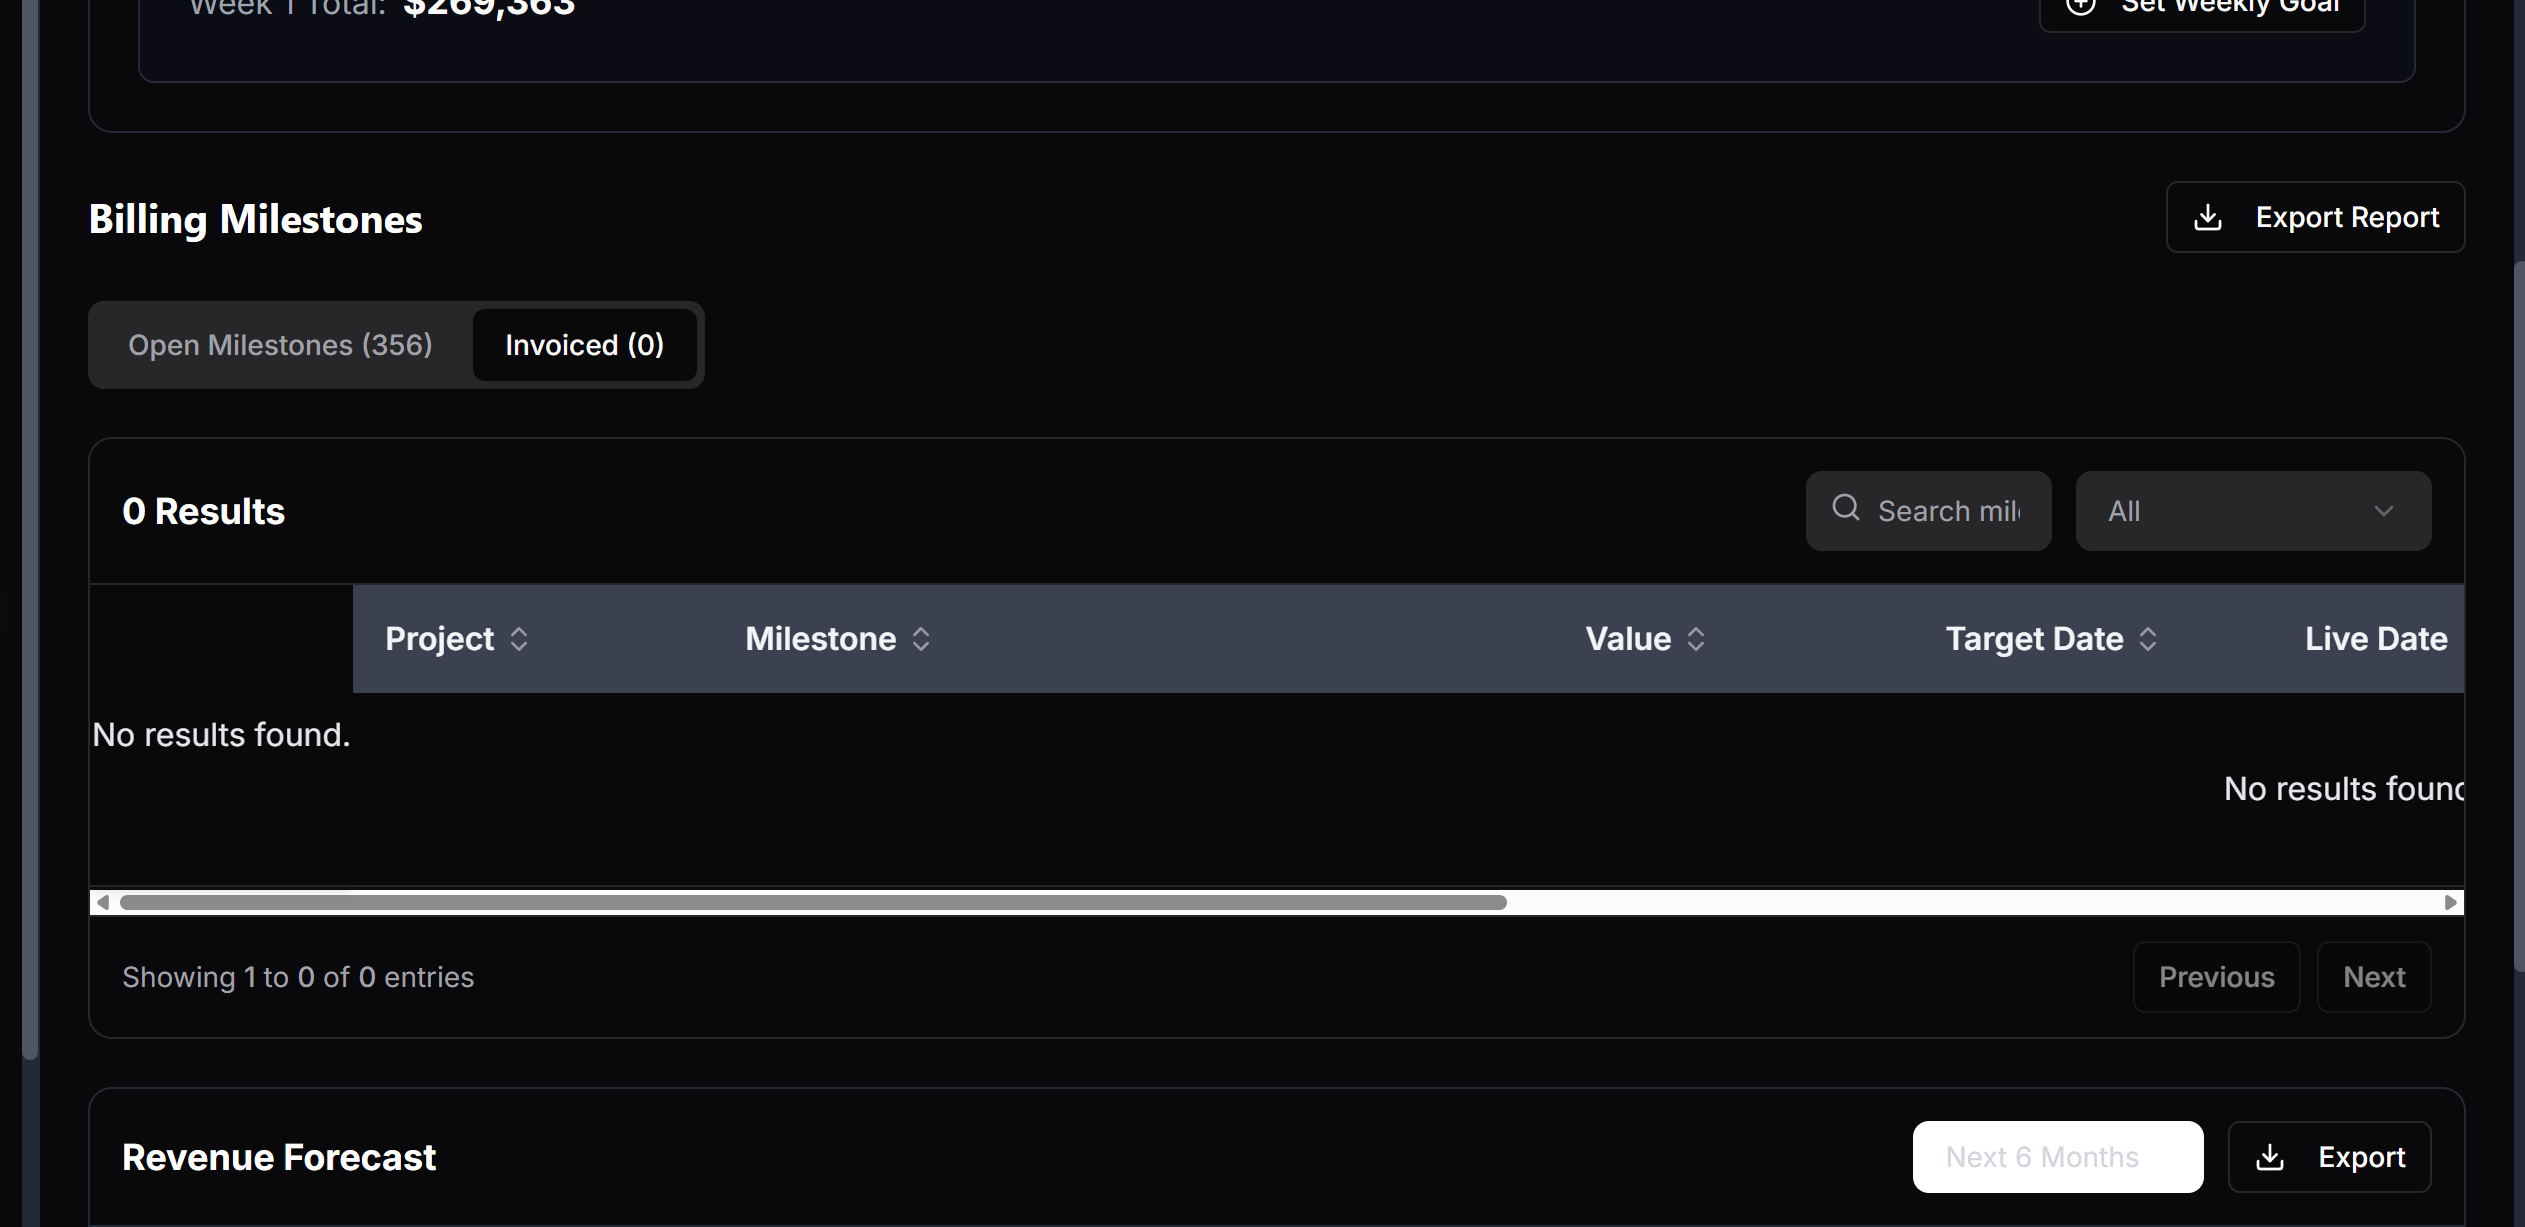 Week 1 Total: $269,363
Set Weekly Goal
Billing Milestones
Export Report
Open Milestones (356)
Invoiced (0)
0 Results
Search mil
All
Project
Milestone
Value
Target Date
Live Date
No results found.
No results found
Showing 1 to 0 of 0 entries
Previous
Next
Revenue Forecast
Next 6 Months
Export